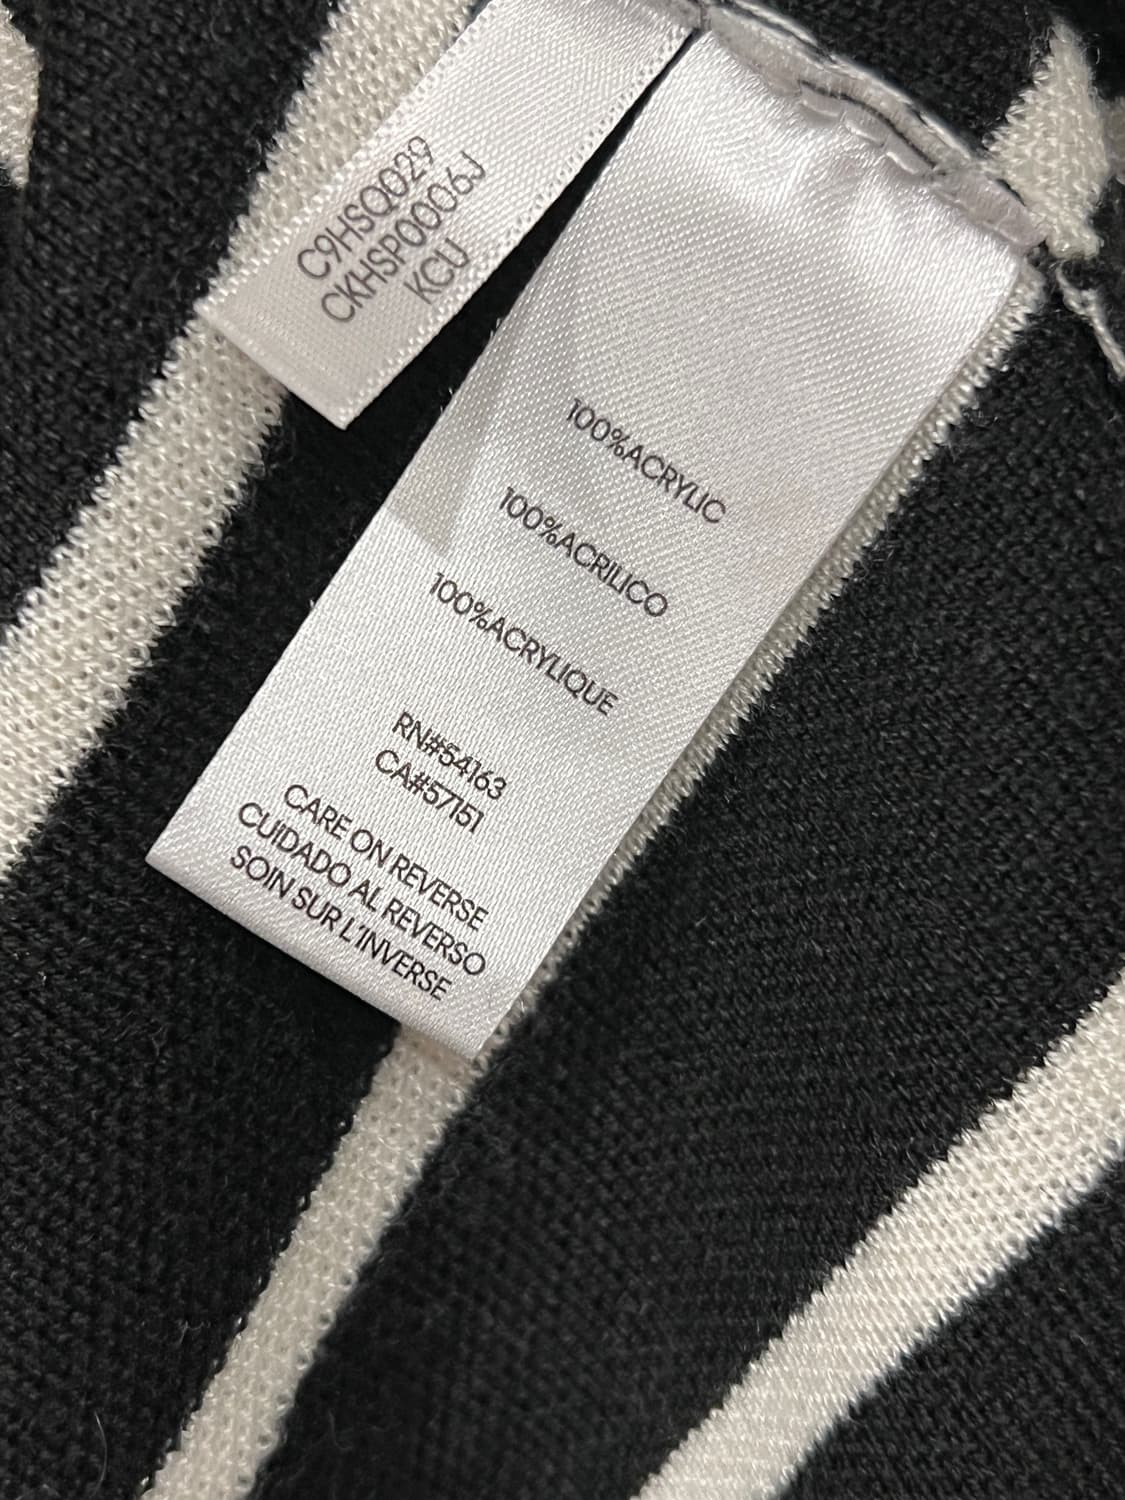 C9HSQ029
CKHSP0006J
KCU
100%ACRYLIC
100%ACRILICO
100%ACRYLIQUE
RN#54163
CA#57151
CARE ON REVERSE
CUIDADO AL REVERSO
SOIN SUR L'INVERSE